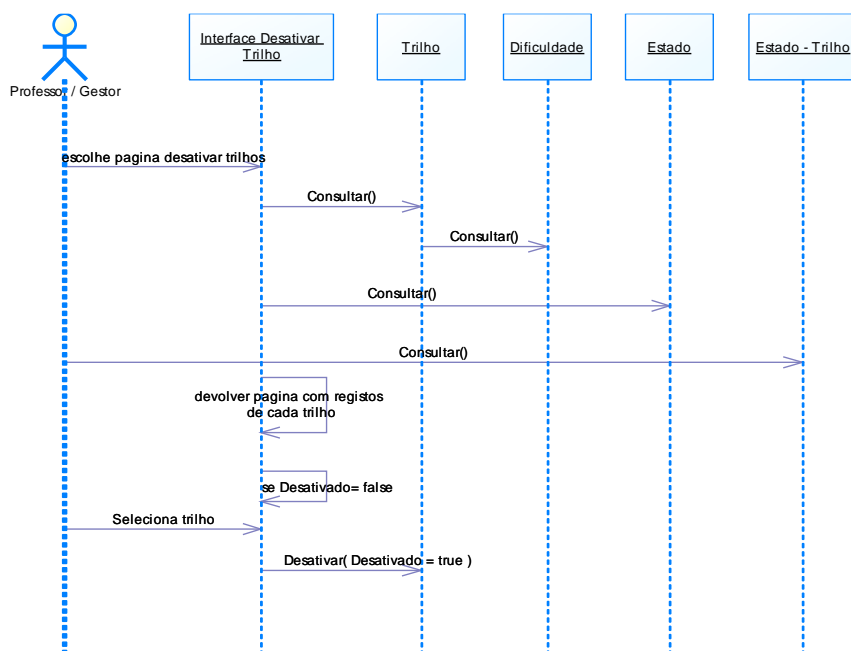 Interface Desativar
Trilho
Trilho
Dificuldade
Estado
Estado - Trilho
Professor / Gestor
escolhe pagina desativar trilhos
Consultar()
Consultar()
Consultar()
Consultar()
devolver pagina com registos
de cada trilho
se Desativado= false
Seleciona trilho
Desativar( Desativado = true )